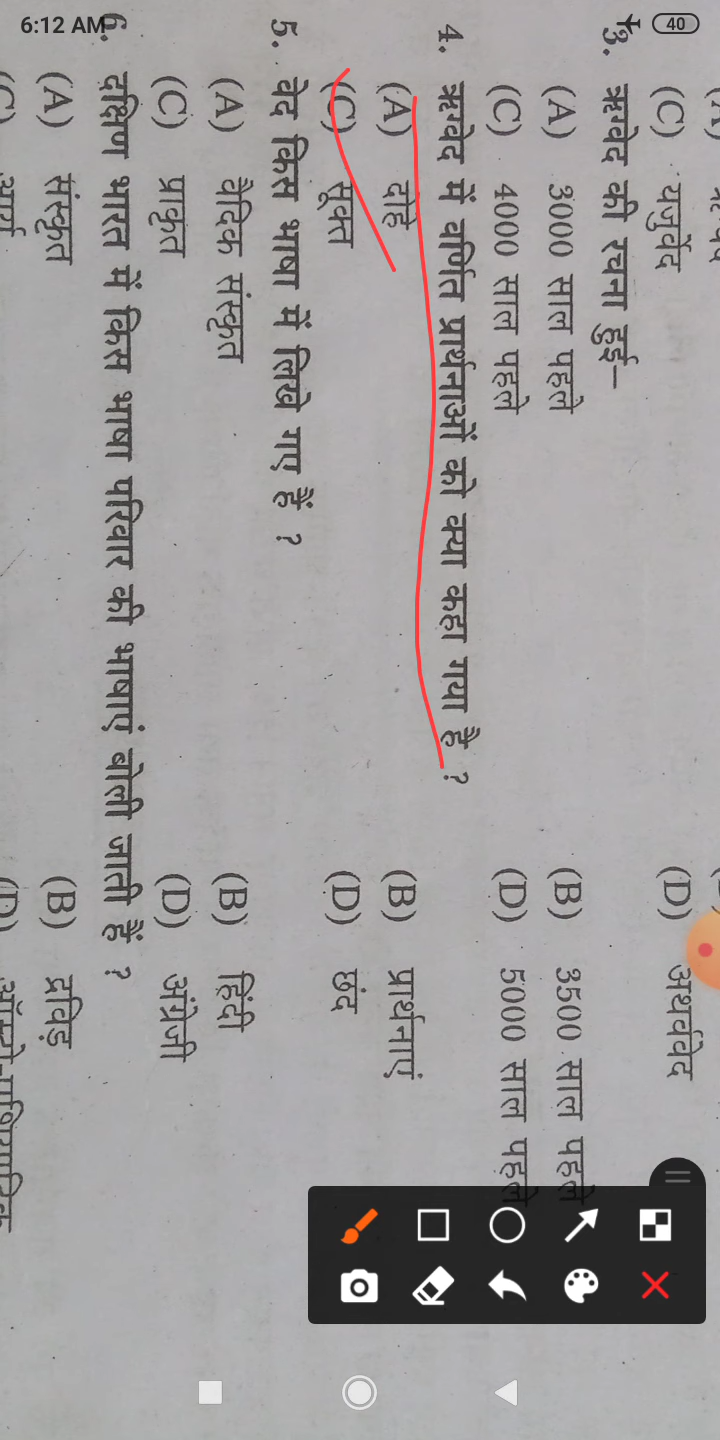 6:12 AM
40
(C) यजुर्वेद (D) अथर्ववेद
3. ऋग्वेद की रचना हुई–
(A) 3000 साल पहले (B) 3500 साल पहले
(C) 4000 साल पहले (D) 5000 साल पहले
4. ऋग्वेद में वर्णित प्रार्थनाओं को क्या कहा गया है ?
(A) दोहे (B) प्रार्थनाएं
(C) सूक्त (D) छंद
5. वेद किस भाषा में लिखे गए हैं ?
(A) वैदिक संस्कृत (B) हिंदी
(C) प्राकृत (D) अंग्रेजी
6. दक्षिण भारत में किस भाषा परिवार की भाषाएं बोली जाती हैं ?
(A) संस्कृत (B) द्रविड़
(C) (D)